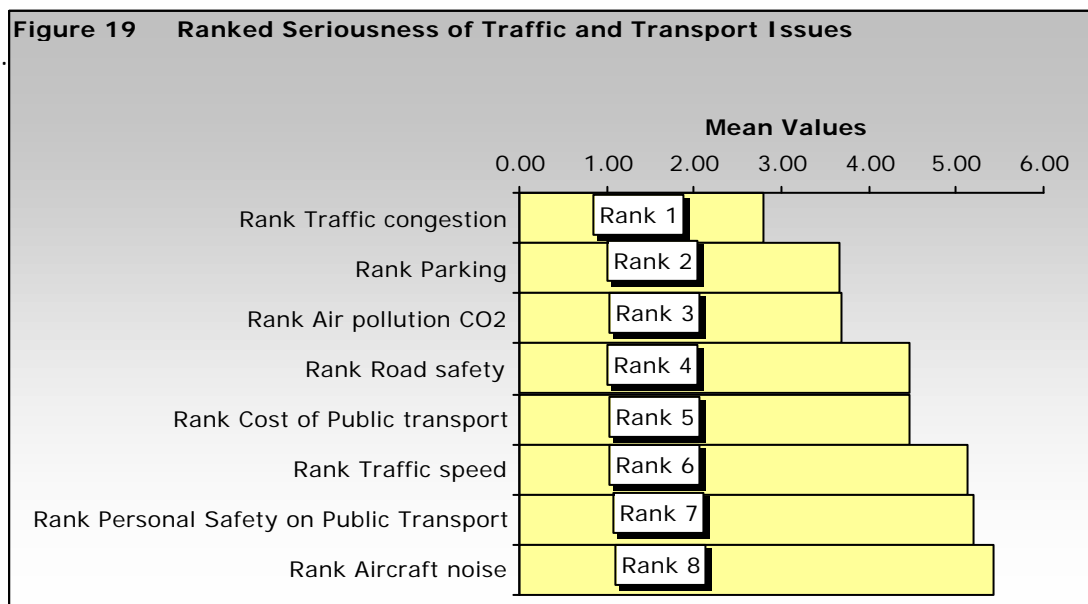 Figure 19 Ranked Seriousness of Traffic and Transport Issues
.
Mean Values
0.00 1.00 2.00 3.00 4.00 5.00 6.00
Rank Traffic congestion Rank 1
Rank Parking Rank 2
Rank Air pollution CO2 Rank 3
Rank Road safety Rank 4
Rank Cost of Public transport Rank 5
Rank Traffic speed Rank 6
Rank Personal Safety on Public Transport Rank 7
Rank Aircraft noise Rank 8